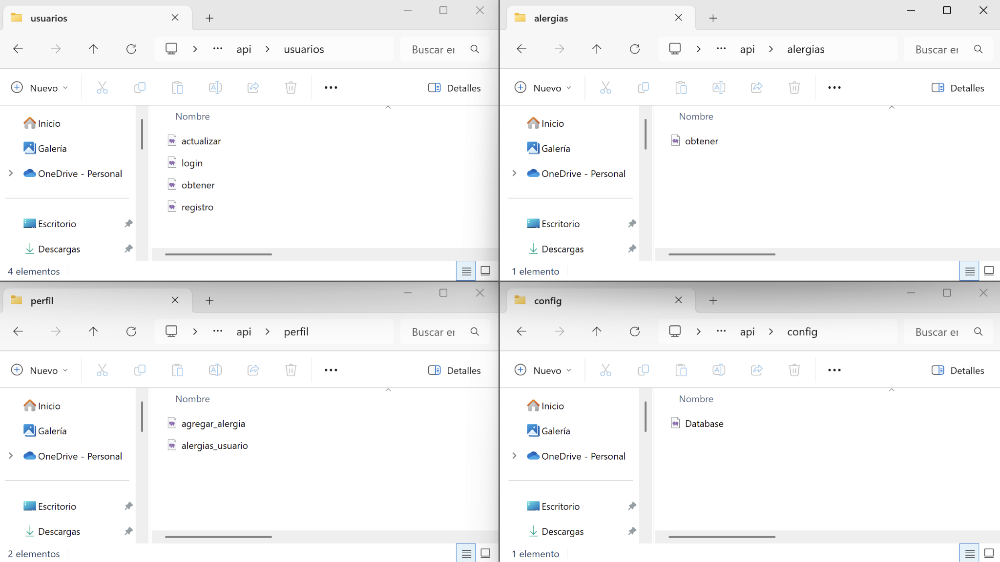 usuarios
api usuarios
Buscar er
Nuevo
Detalles
Inicio
Galería
OneDrive - Personal
Escritorio
Descargas
Nombre
actualizar
login
obtener
registro
4 elementos
alergias
api alergias
Buscar er
Nuevo
Detalles
Inicio
Galería
OneDrive - Personal
Escritorio
Descargas
Nombre
obtener
1 elemento
perfil
api perfil
Buscar er
Nuevo
Detalles
Inicio
Galería
OneDrive - Personal
Escritorio
Descargas
Nombre
agregar_alergia
alergias_usuario
2 elementos
config
api config
Buscar er
Nuevo
Detalles
Inicio
Galería
OneDrive - Personal
Escritorio
Descargas
Nombre
Database
1 elemento